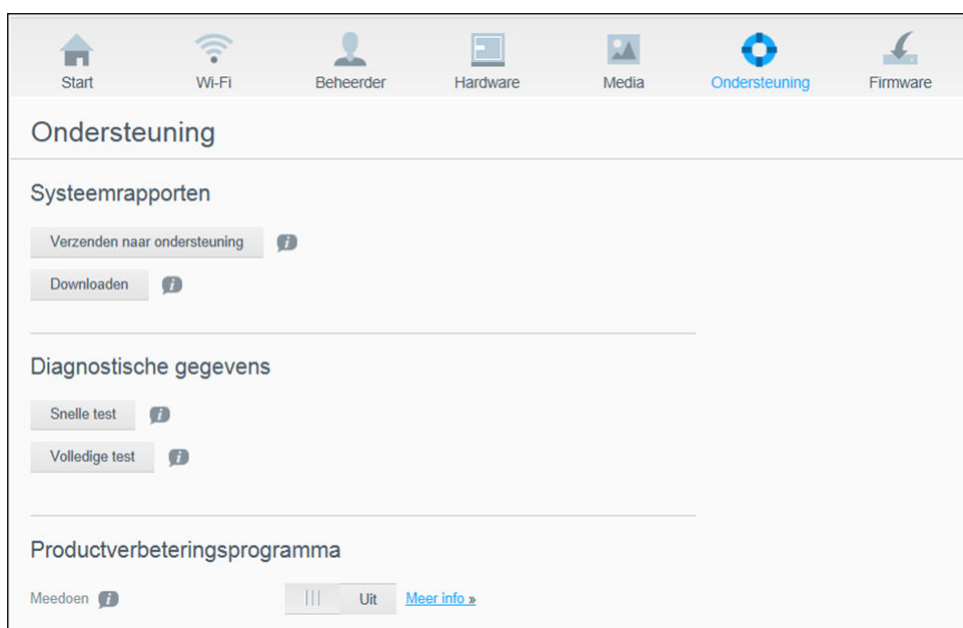 Start Wi-Fi Beheerder Hardware Media Ondersteuning Firmware
Ondersteuning
Systeemrapporten
Verzenden naar ondersteuning
Downloaden
Diagnostische gegevens
Snelle test
Volledige test
Productverbeteringsprogramma
Meedoen Uit Meer info »